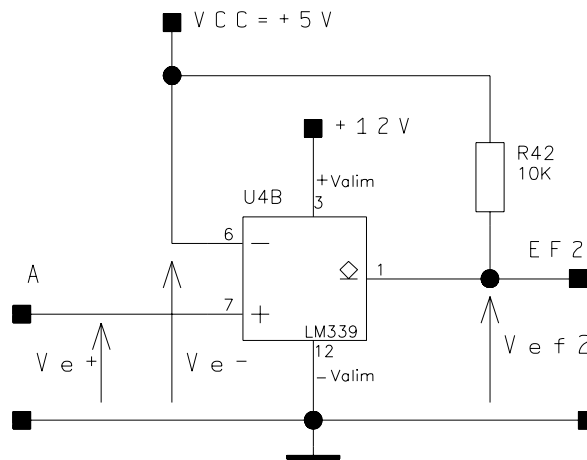 VCC=+5V
+12V
R42
10K
+Valim
3
U4B
6
−
1
EF2
A
7
+
LM339
12
−Valim
Ve+
Ve-
Vef2